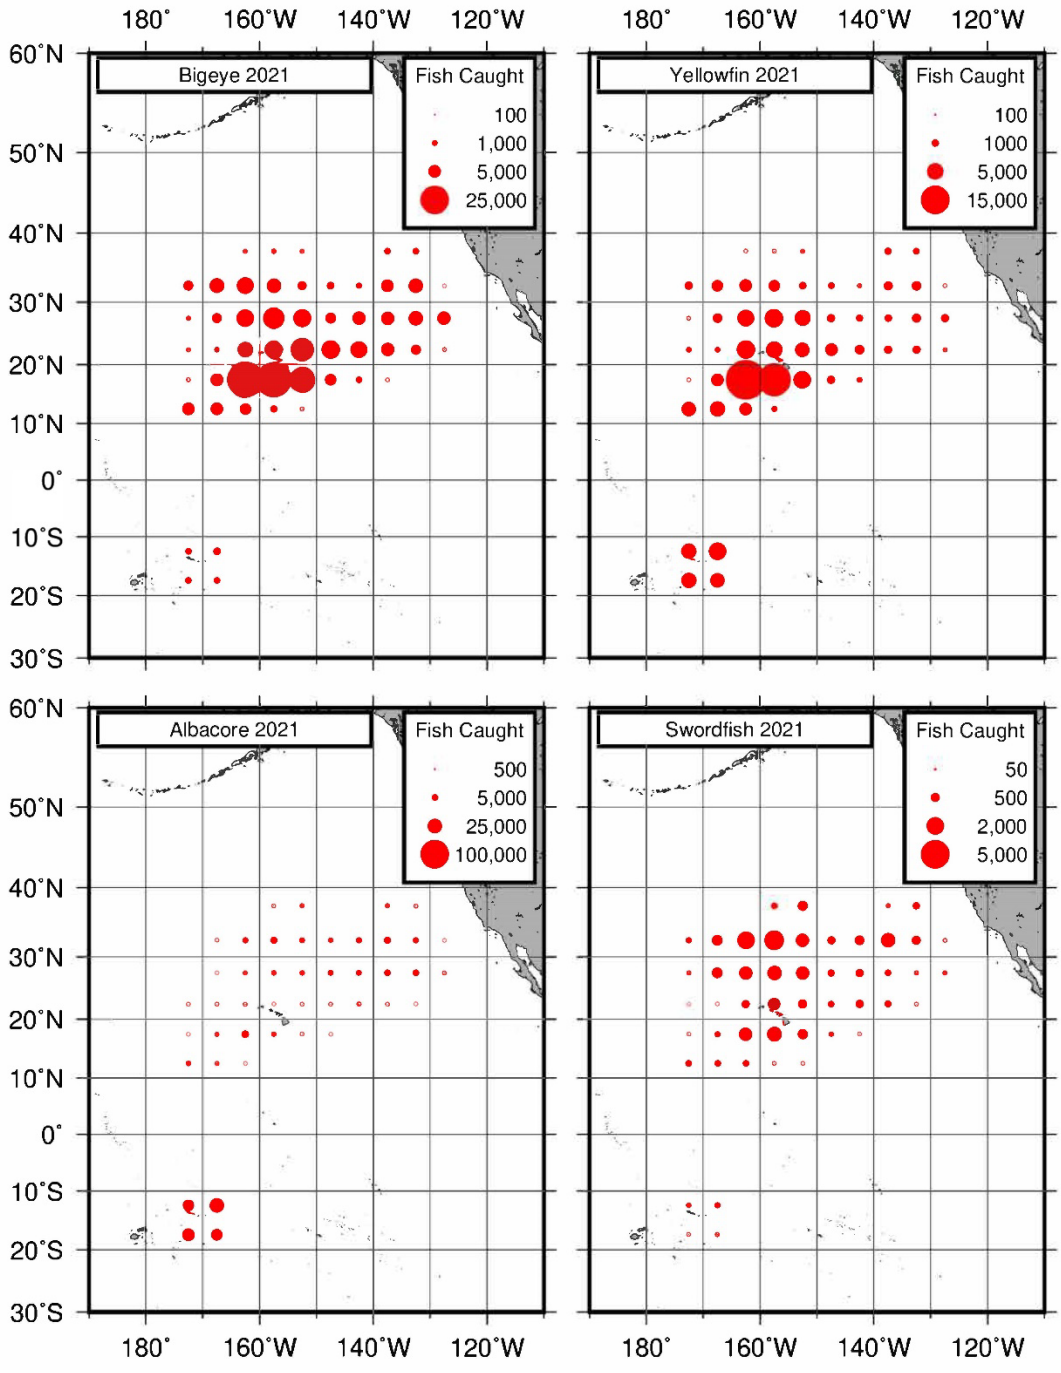 180° 160°W 140°W 120°W
180° 160°W 140°W 120°W
60°N
Bigeye 2021
Fish Caught
100
1,000
5,000
25,000
50°N
40°N
30°N
20°N
10°N
0°
10°S
20°S
30°S
Yellowfin 2021
Fish Caught
100
1000
5,000
15,000
60°N
Albacore 2021
Fish Caught
500
5,000
25,000
100,000
50°N
40°N
30°N
20°N
10°N
0°
10°S
20°S
30°S
Swordfish 2021
Fish Caught
50
500
2,000
5,000
180° 160°W 140°W 120°W
180° 160°W 140°W 120°W